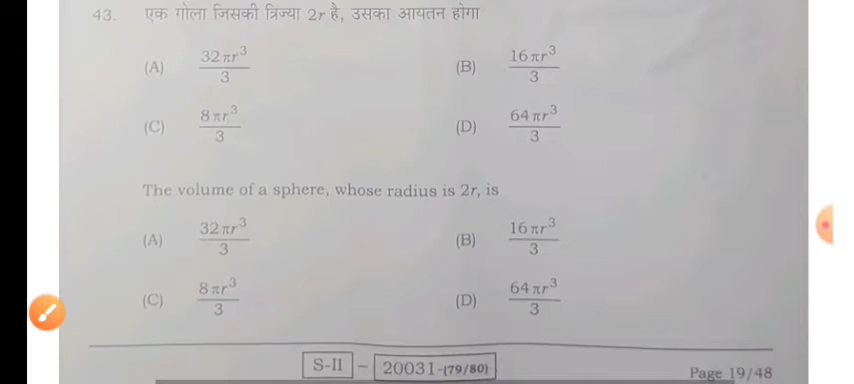 43. एक गोला जिसकी त्रिज्या 2r है, उसका आयतन होगा
(A) 32πr³/3 (B) 16πr³/3
(C) 8πr³/3 (D) 64πr³/3
The volume of a sphere, whose radius is 2r, is
(A) 32πr³/3 (B) 16πr³/3
(C) 8πr³/3 (D) 64πr³/3
S-II – 20031-(79/80) Page 19/48